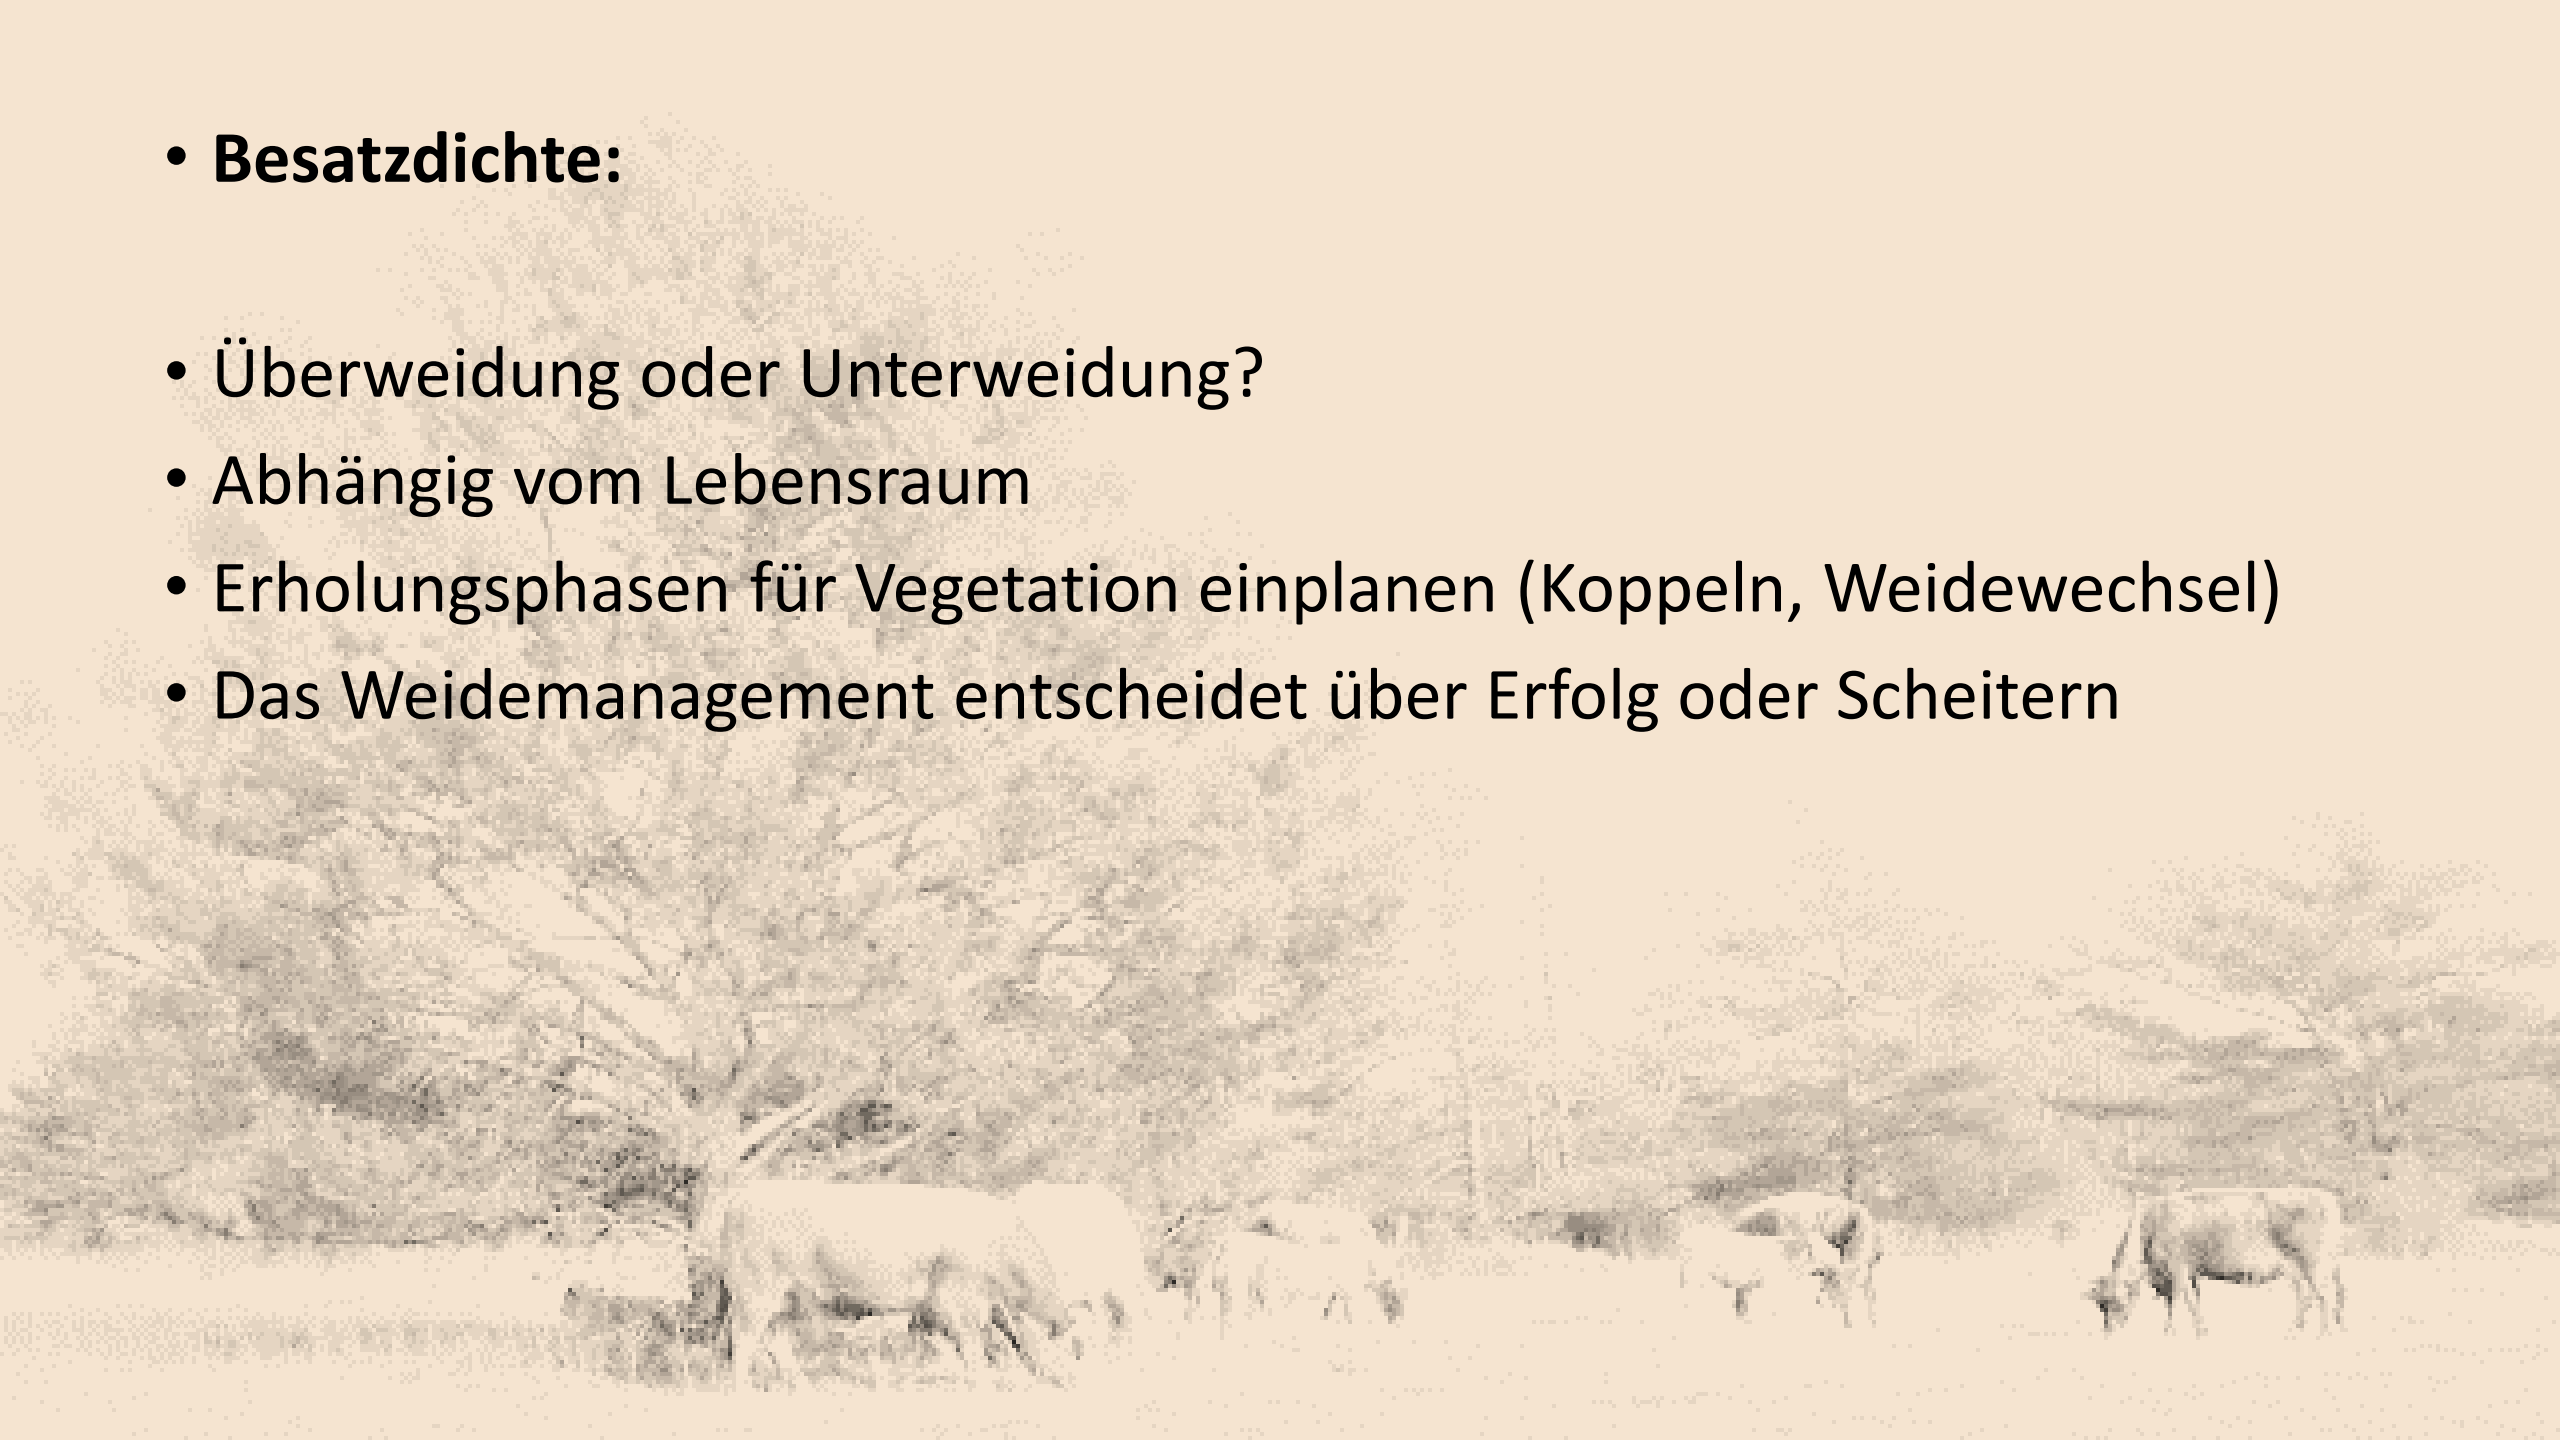 • Besatzdichte:
• Überweidung oder Unterweidung?
• Abhängig vom Lebensraum
• Erholungsphasen für Vegetation einplanen (Koppeln, Weidewechsel)
• Das Weidemanagement entscheidet über Erfolg oder Scheitern